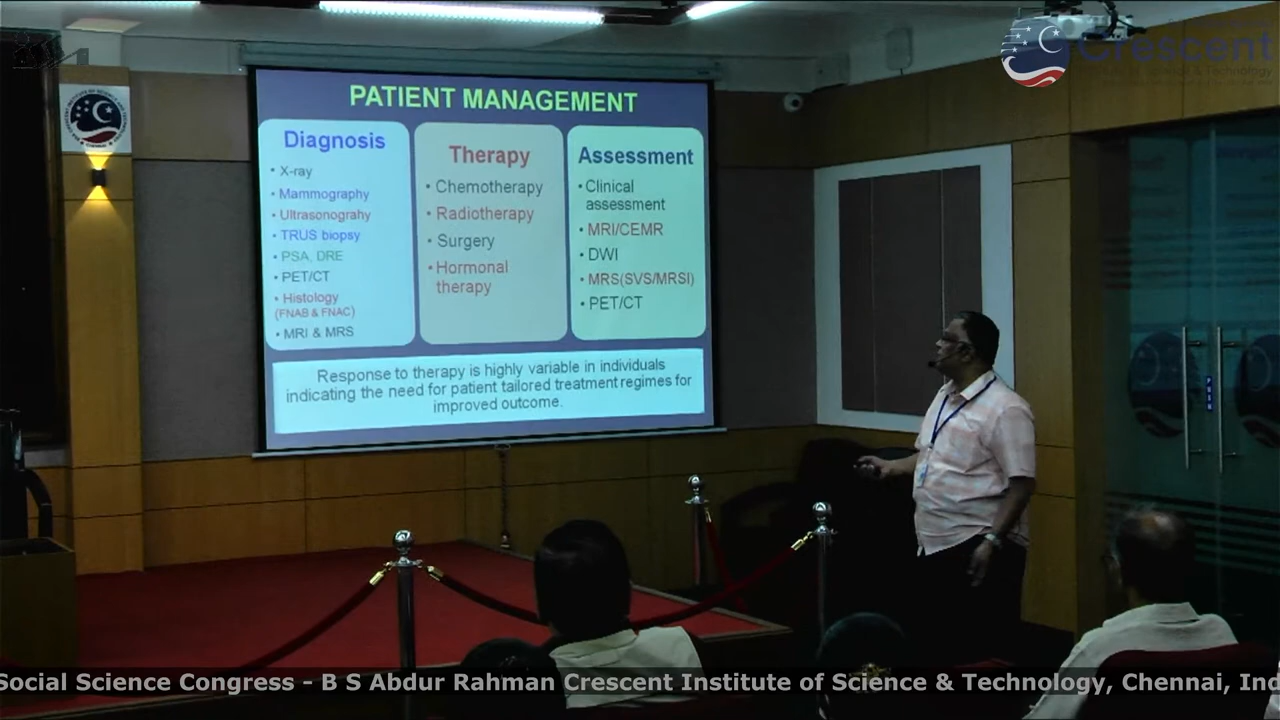 Crescent
PATIENT MANAGEMENT
Diagnosis
• X-ray
• Mammography
• Ultrasonograhy
• TRUS biopsy
• PSA, DRE
• PET/CT
• Histology
(FNAB & FNAC)
• MRI & MRS
Therapy
• Chemotherapy
• Radiotherapy
• Surgery
• Hormonal
therapy
Assessment
• Clinical
assessment
• MRI/CEMR
• DWI
• MRS(SVS/MRSI)
• PET/CT
Response to therapy is highly variable in individuals
indicating the need for patient tailored treatment regimes for
improved outcome.
Social Science Congress - B S Abdur Rahman Crescent Institute of Science & Technology, Chennai, Ind